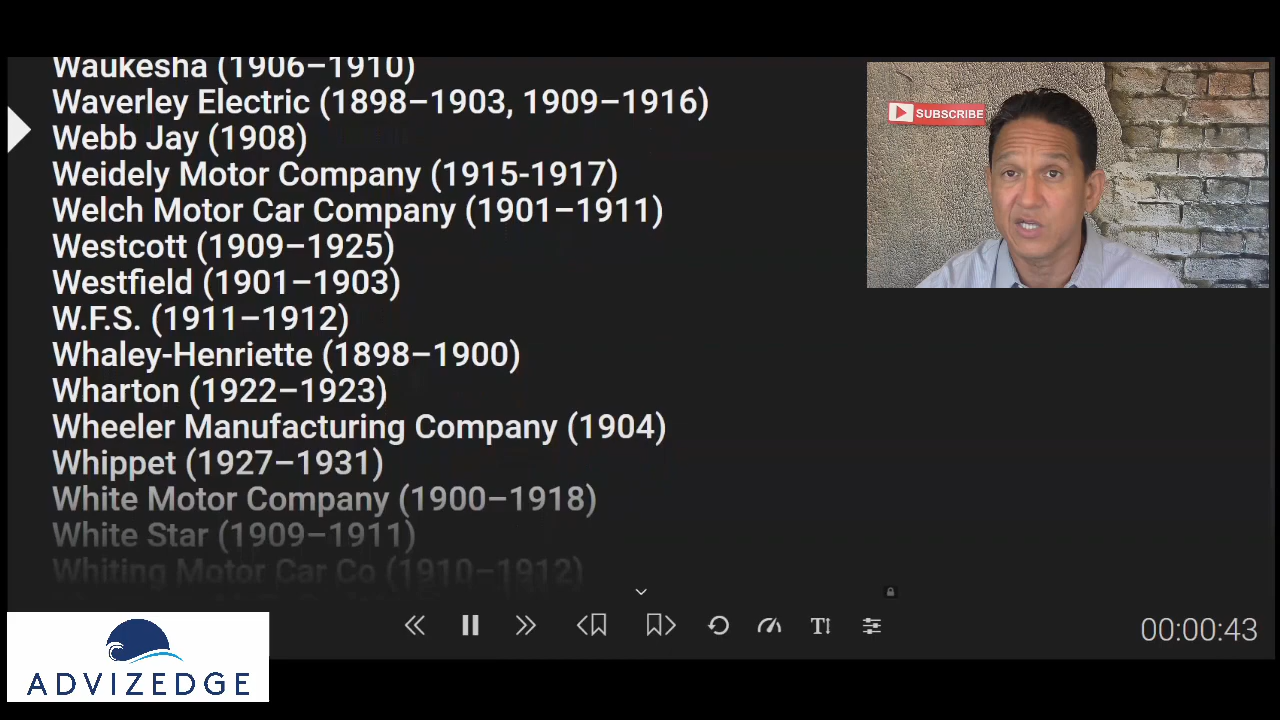 Waukesha (1906–1910)
Waverley Electric (1898–1903, 1909–1916)
Webb Jay (1908)
Weidely Motor Company (1915-1917)
Welch Motor Car Company (1901–1911)
Westcott (1909–1925)
Westfield (1901–1903)
W.F.S. (1911–1912)
Whaley-Henriette (1898–1900)
Wharton (1922–1923)
Wheeler Manufacturing Company (1904)
Whippet (1927–1931)
White Motor Company (1900–1918)
White Star (1909–1911)
Whiting Motor Car Co (1910–1912)
SUBSCRIBE
TI
00:00:43
ADVIZEDGE